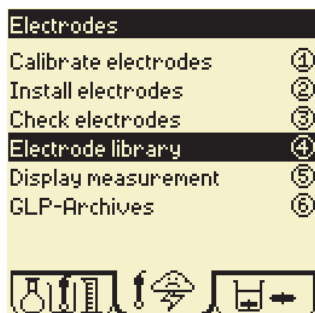 Electrodes
Calibrate electrodes ①
Install electrodes ②
Check electrodes ③
Electrode library ④
Display measurement ⑤
GLP-Archives ⑥